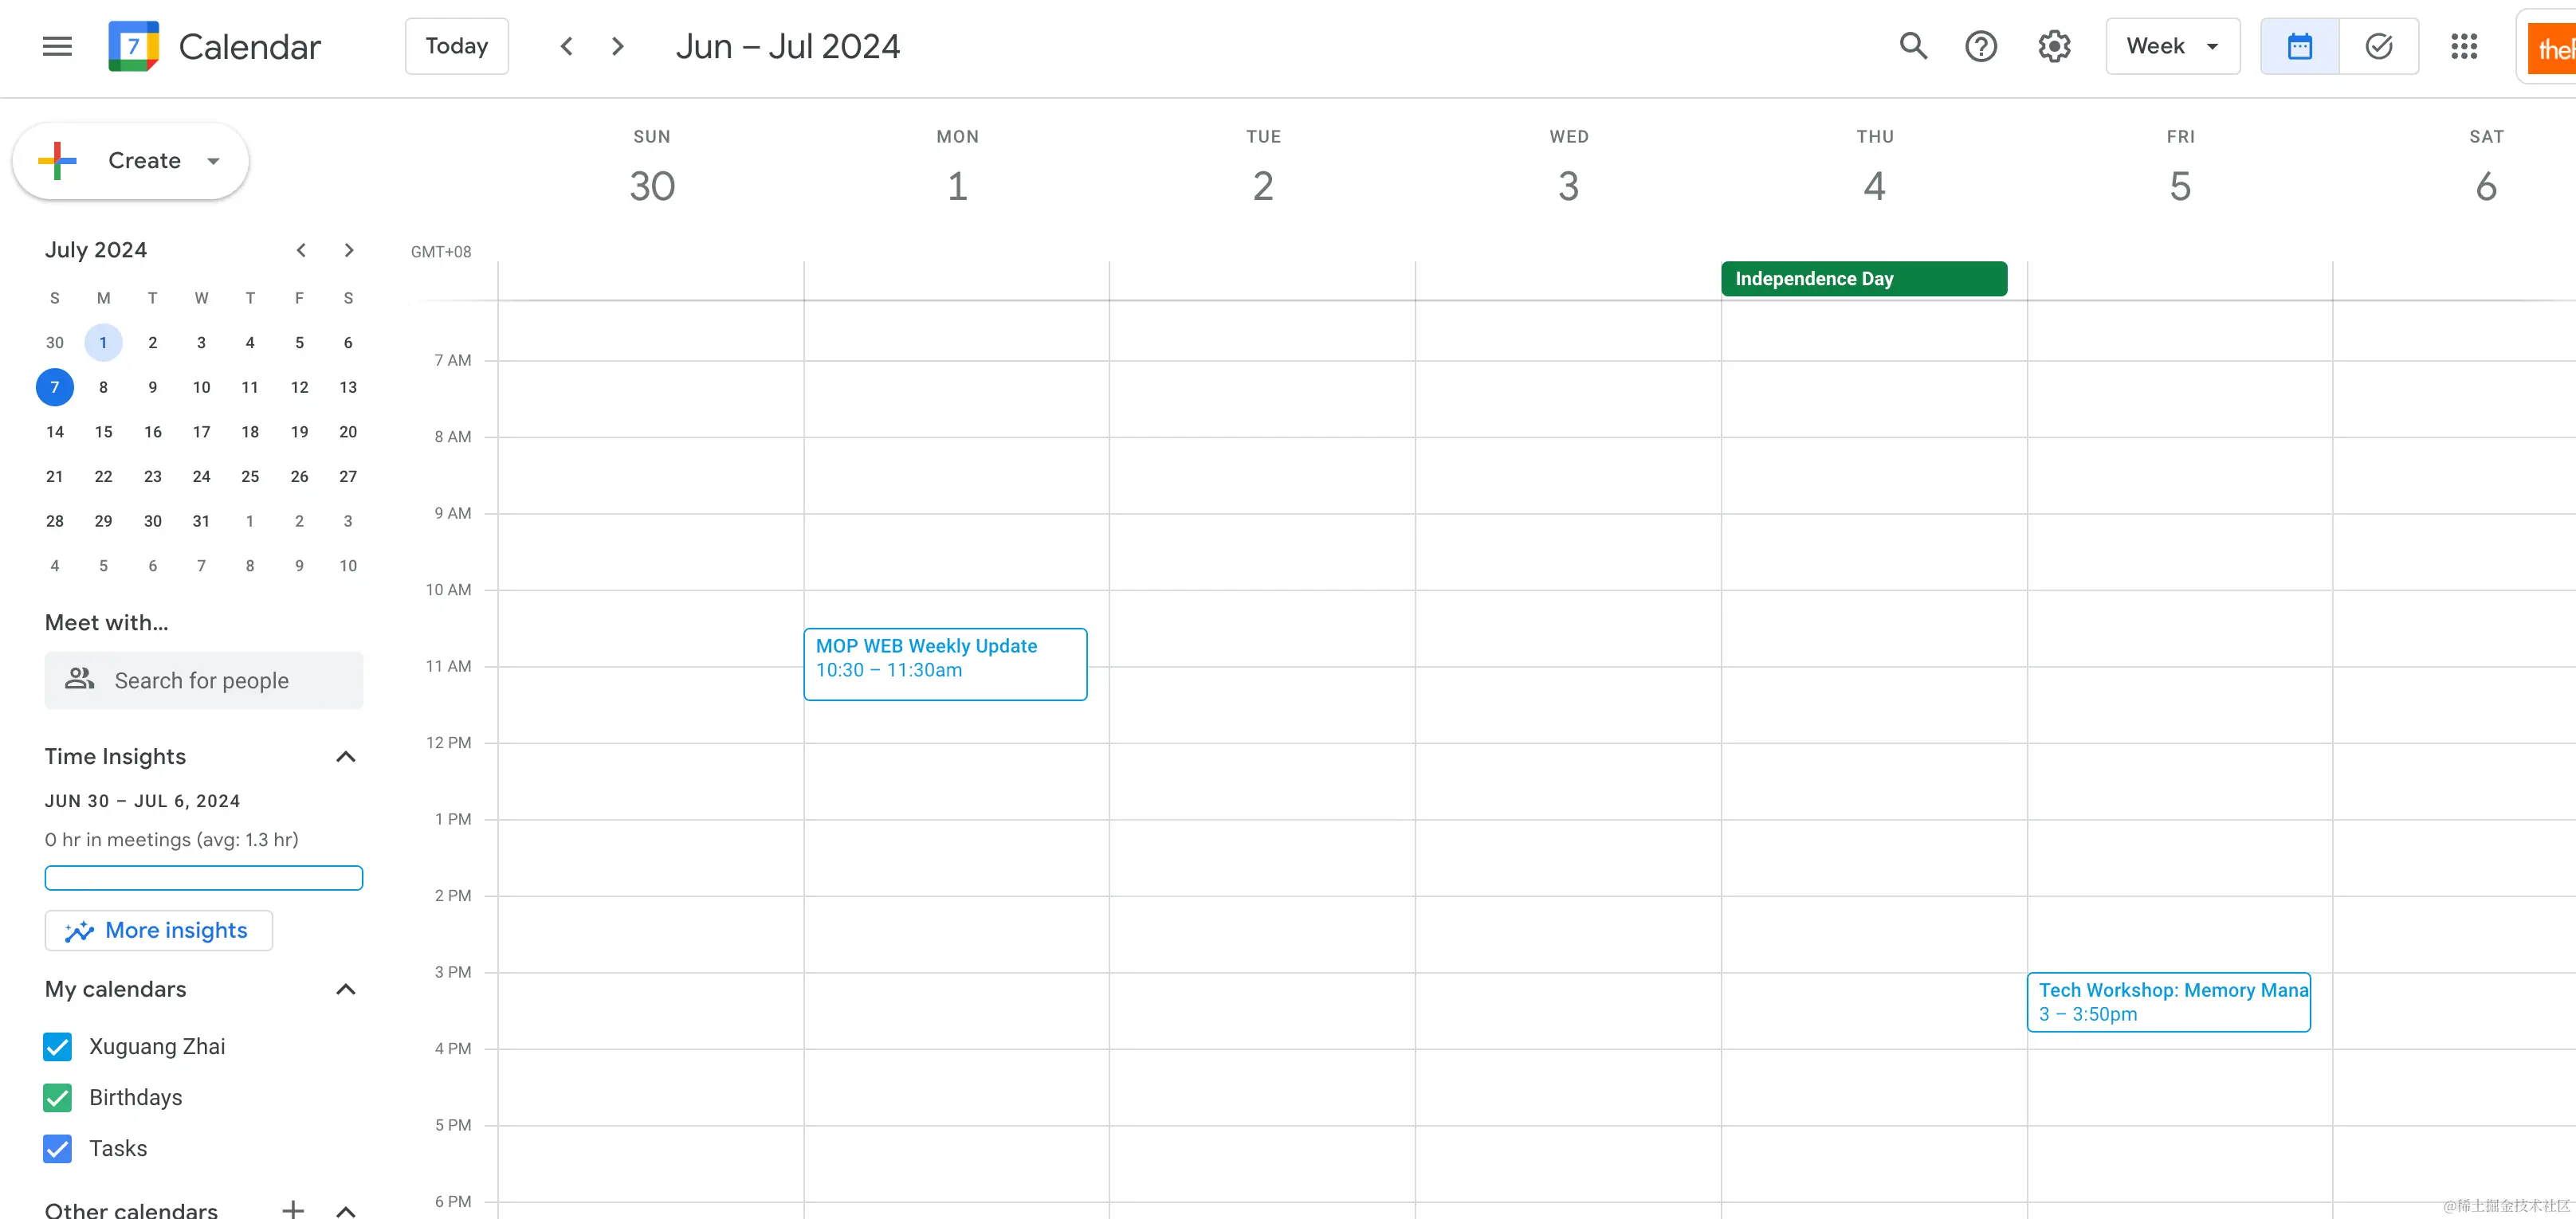 7 Calendar Today Jun – Jul 2024 Week
Create
SUN MON TUE WED THU FRI SAT
30 1 2 3 4 5 6
July 2024
GMT+08
Independence Day
S M T W T F S
30 1 2 3 4 5 6
7 8 9 10 11 12 13
14 15 16 17 18 19 20
21 22 23 24 25 26 27
28 29 30 31 1 2 3
4 5 6 7 8 9 10
Meet with...
Search for people
Time Insights
JUN 30 – JUL 6, 2024
0 hr in meetings (avg: 1.3 hr)
More insights
My calendars
Xuguang Zhai
Birthdays
Tasks
Other calendars
7 AM
8 AM
9 AM
10 AM
11 AM
12 PM
1 PM
2 PM
3 PM
4 PM
5 PM
6 PM
MOP WEB Weekly Update
10:30 – 11:30am
Tech Workshop: Memory Mana
3 – 3:50pm
@稀土掘金技术社区